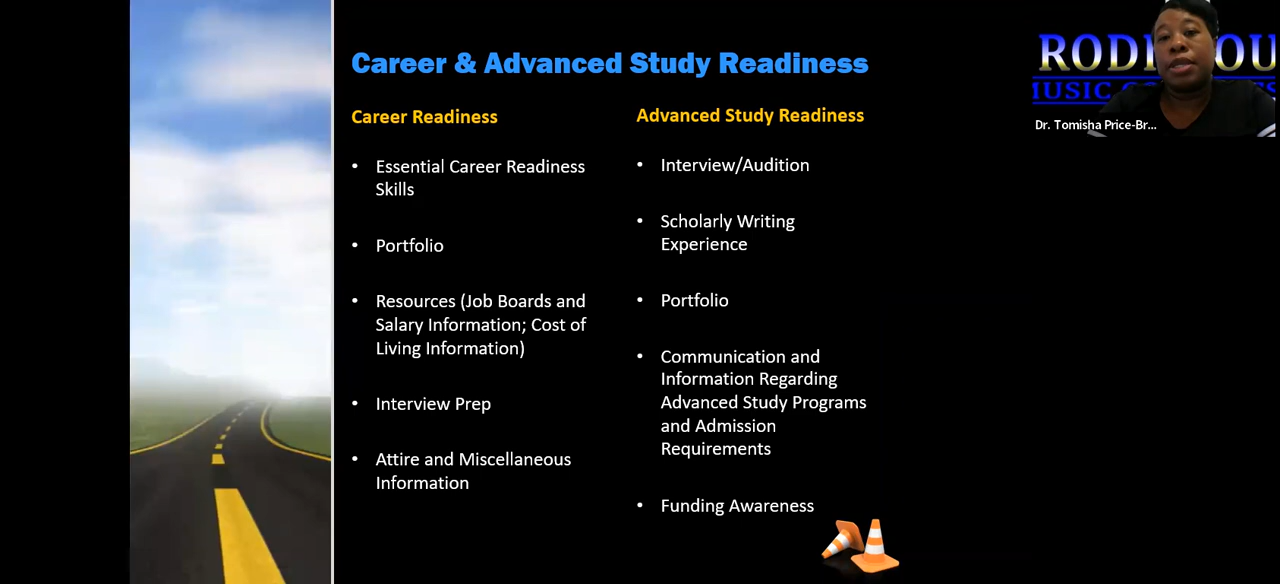 Career & Advanced Study Readiness
Career Readiness
• Essential Career Readiness
Skills
• Portfolio
• Resources (Job Boards and
Salary Information; Cost of
Living Information)
• Interview Prep
• Attire and Miscellaneous
Information
Advanced Study Readiness
• Interview/Audition
• Scholarly Writing
Experience
• Portfolio
• Communication and
Information Regarding
Advanced Study Programs
and Admission
Requirements
• Funding Awareness
MUSIC
Dr. Tomisha Price-Br...